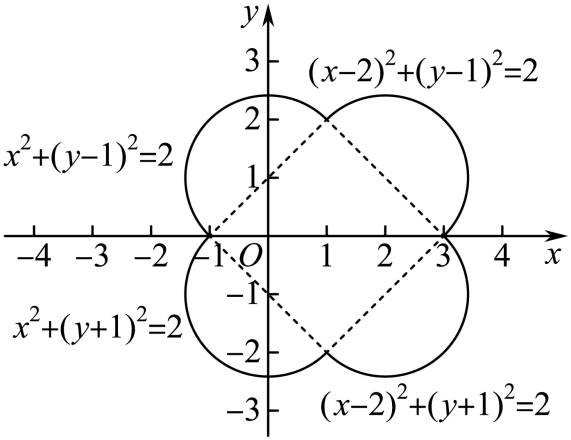 y
3
(x−2)²+(y−1)²=2
2
x²+(y−1)²=2
1
−4 −3 −2 −1 O 1 2 3 4 x
−1
x²+(y+1)²=2
−2
(x−2)²+(y+1)²=2
−3